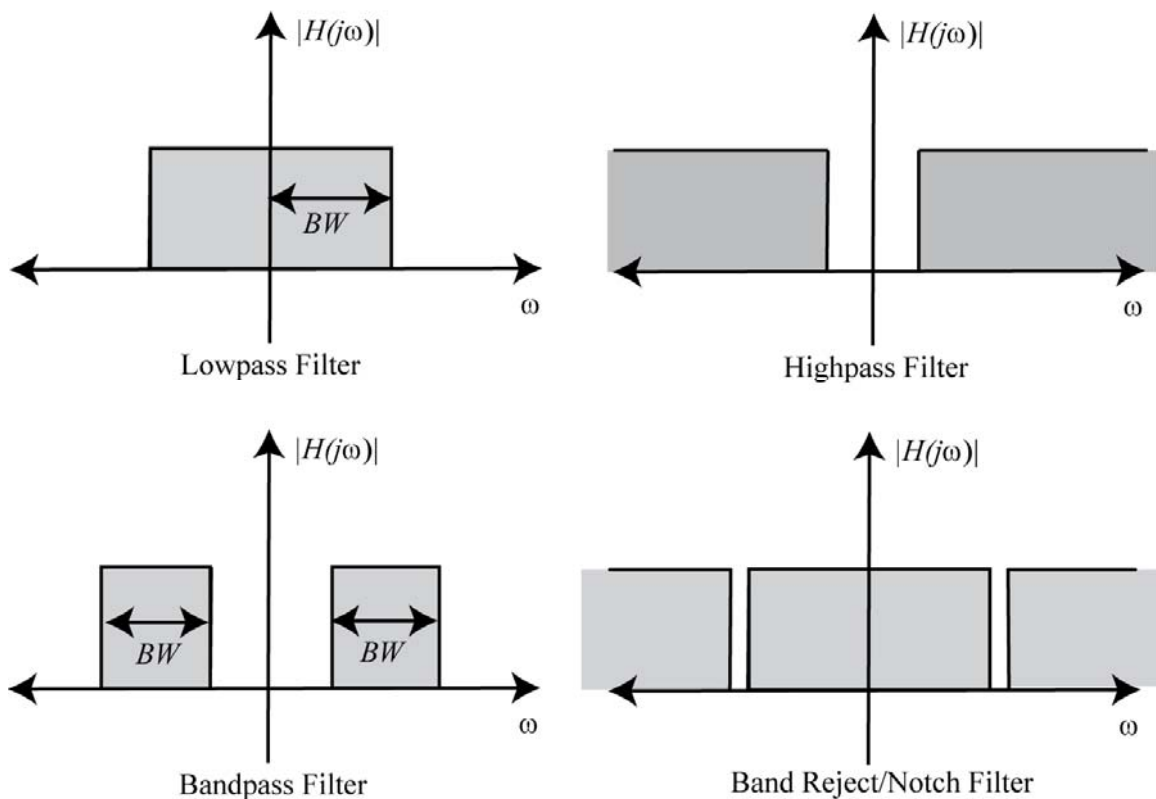 |H(jω)|
BW
ω
Lowpass Filter
|H(jω)|
ω
Highpass Filter
|H(jω)|
BW
BW
ω
Bandpass Filter
|H(jω)|
ω
Band Reject/Notch Filter